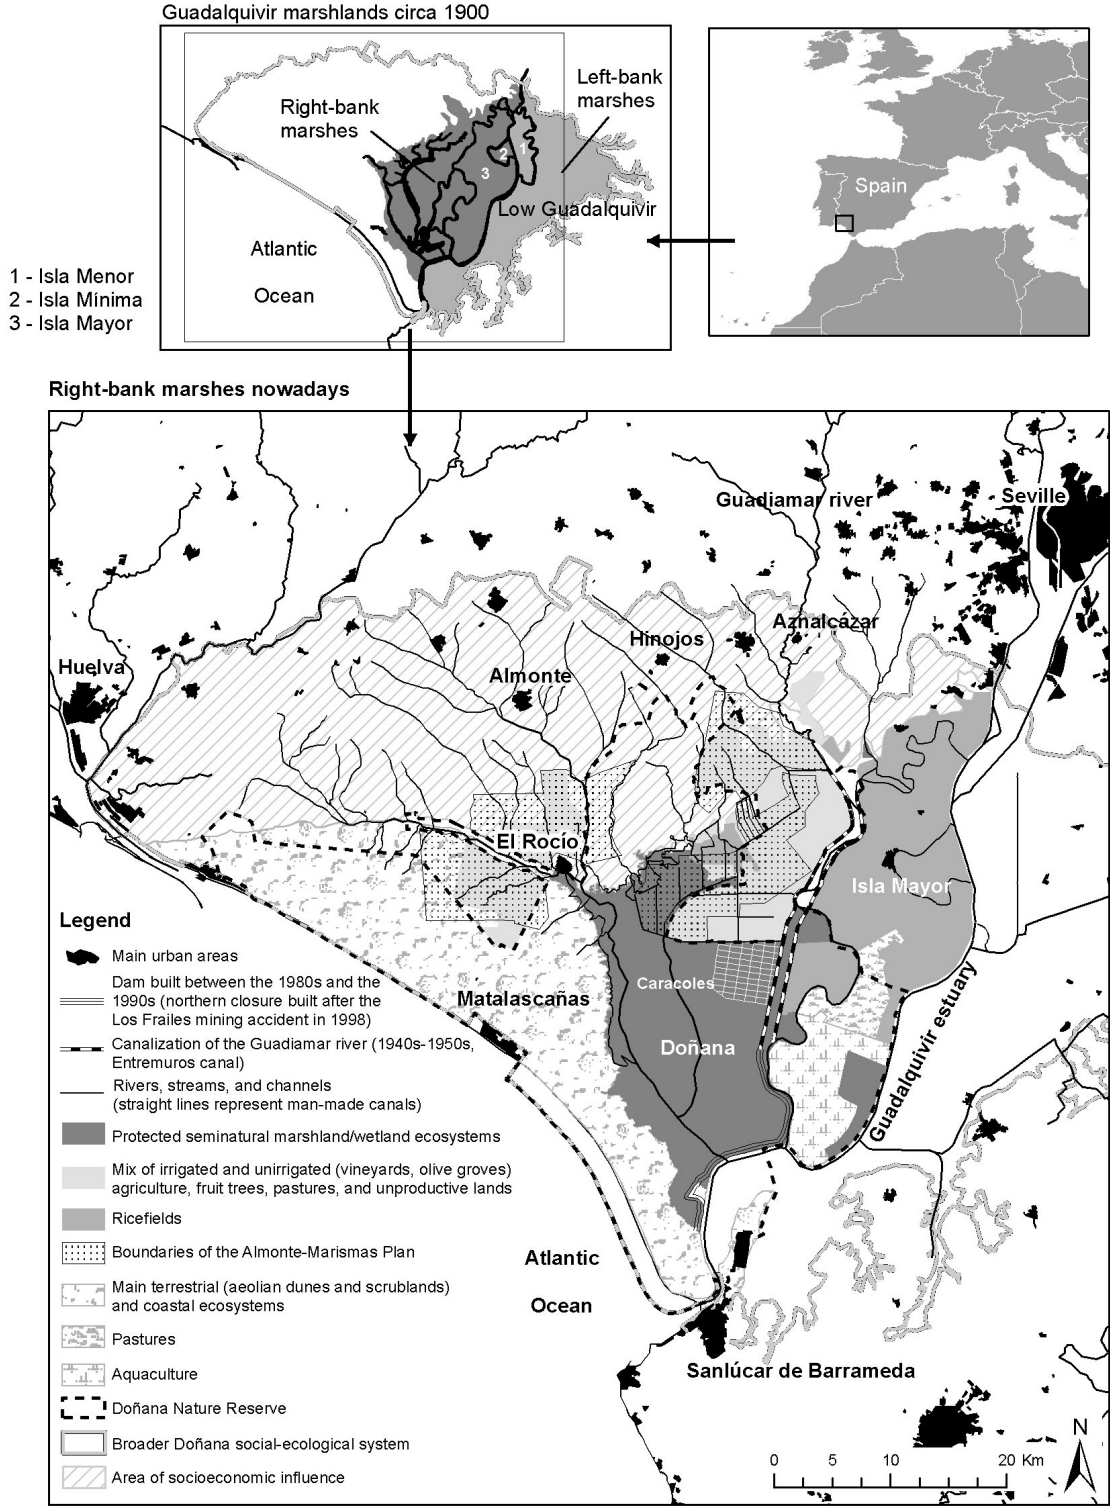 Guadalquivir marshlands circa 1900
Left-bank
marshes
Right-bank
marshes
1
2
3
Low Guadalquivir
Atlantic
Ocean
1 - Isla Menor
2 - Isla Mínima
3 - Isla Mayor
Spain
Right-bank marshes nowadays
Guadiamar river
Seville
Aznalcázar
Hinojos
Huelva
Almonte
El Rocío
Isla Mayor
Caracoles
Matalascañas
Doñana
Guadalquivir estuary
Atlantic
Ocean
Sanlúcar de Barrameda
Legend
Main urban areas
Dam built between the 1980s and the
1990s (northern closure built after the
Los Frailes mining accident in 1998)
Canalization of the Guadiamar river (1940s-1950s,
Entremuros canal)
Rivers, streams, and channels
(straight lines represent man-made canals)
Protected seminatural marshland/wetland ecosystems
Mix of irrigated and unirrigated (vineyards, olive groves)
agriculture, fruit trees, pastures, and unproductive lands
Ricefields
Boundaries of the Almonte-Marismas Plan
Main terrestrial (aeolian dunes and scrublands)
and coastal ecosystems
Pastures
Aquaculture
Doñana Nature Reserve
Broader Doñana social-ecological system
Area of socioeconomic influence
N
0 5 10 20 Km